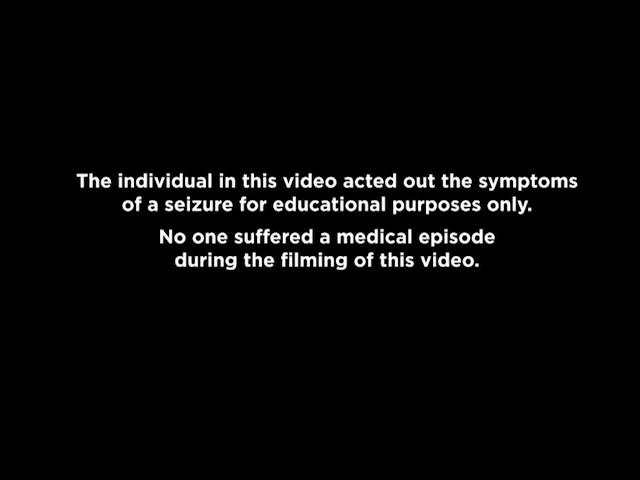 The individual in this video acted out the symptoms
of a seizure for educational purposes only.
No one suffered a medical episode
during the filming of this video.